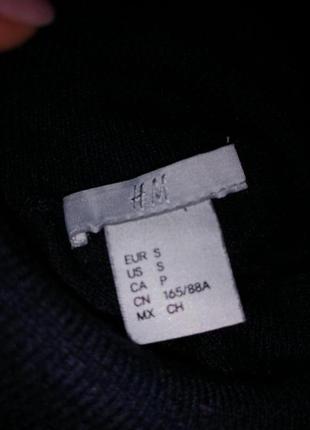 H M
EUR S
US S
CA P
CN 165/88A
MX CH